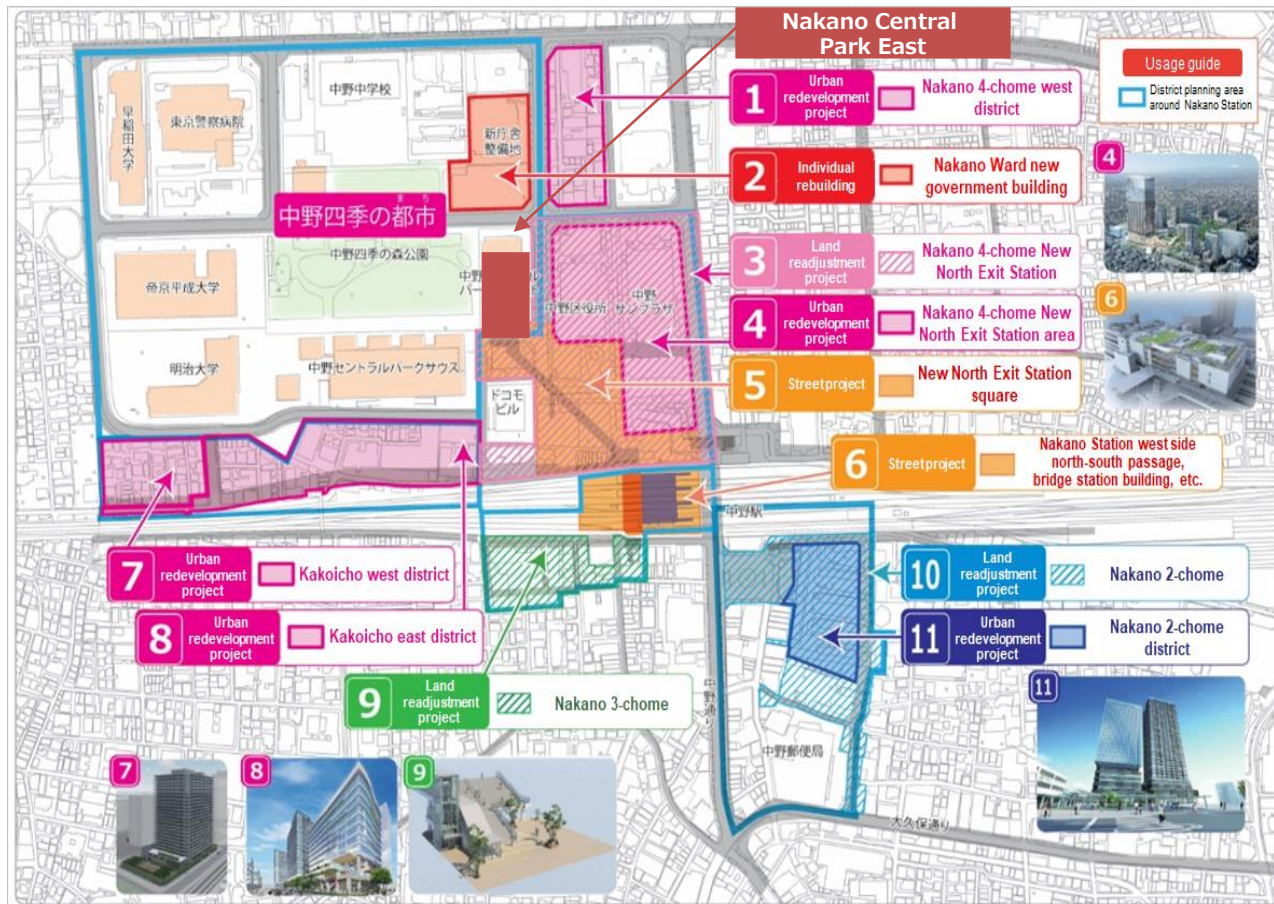 Nakano Central
Park East
Usage guide
District planning area
around Nakano Station
1
Urban
redevelopment
project
Nakano 4-chome west
district
2
Individual
rebuilding
Nakano Ward new
government building
3
Land
readjustment
project
Nakano 4-chome New
North Exit Station
4
Urban
redevelopment
project
Nakano 4-chome New
North Exit Station area
5
Street project
New North Exit Station
square
6
Street project
Nakano Station west side
north-south passage,
bridge station building, etc.
7
Urban
redevelopment
project
Kakoicho west district
8
Urban
redevelopment
project
Kakoicho east district
9
Land
readjustment
project
Nakano 3-chome
10
Land
readjustment
project
Nakano 2-chome
11
Urban
redevelopment
project
Nakano 2-chome
district
4
6
11
7
8
9
早稲田大学
東京警察病院
中野中学校
新庁舎
整備地
まち
中野四季の都市
中野四季の森公園
帝京平成大学
明治大学
中野セントラルパークサウス
ドコモ
ビル
中野区役所
中野
サンプラザ
中野駅
中野通り
中野郵便局
大久保通り